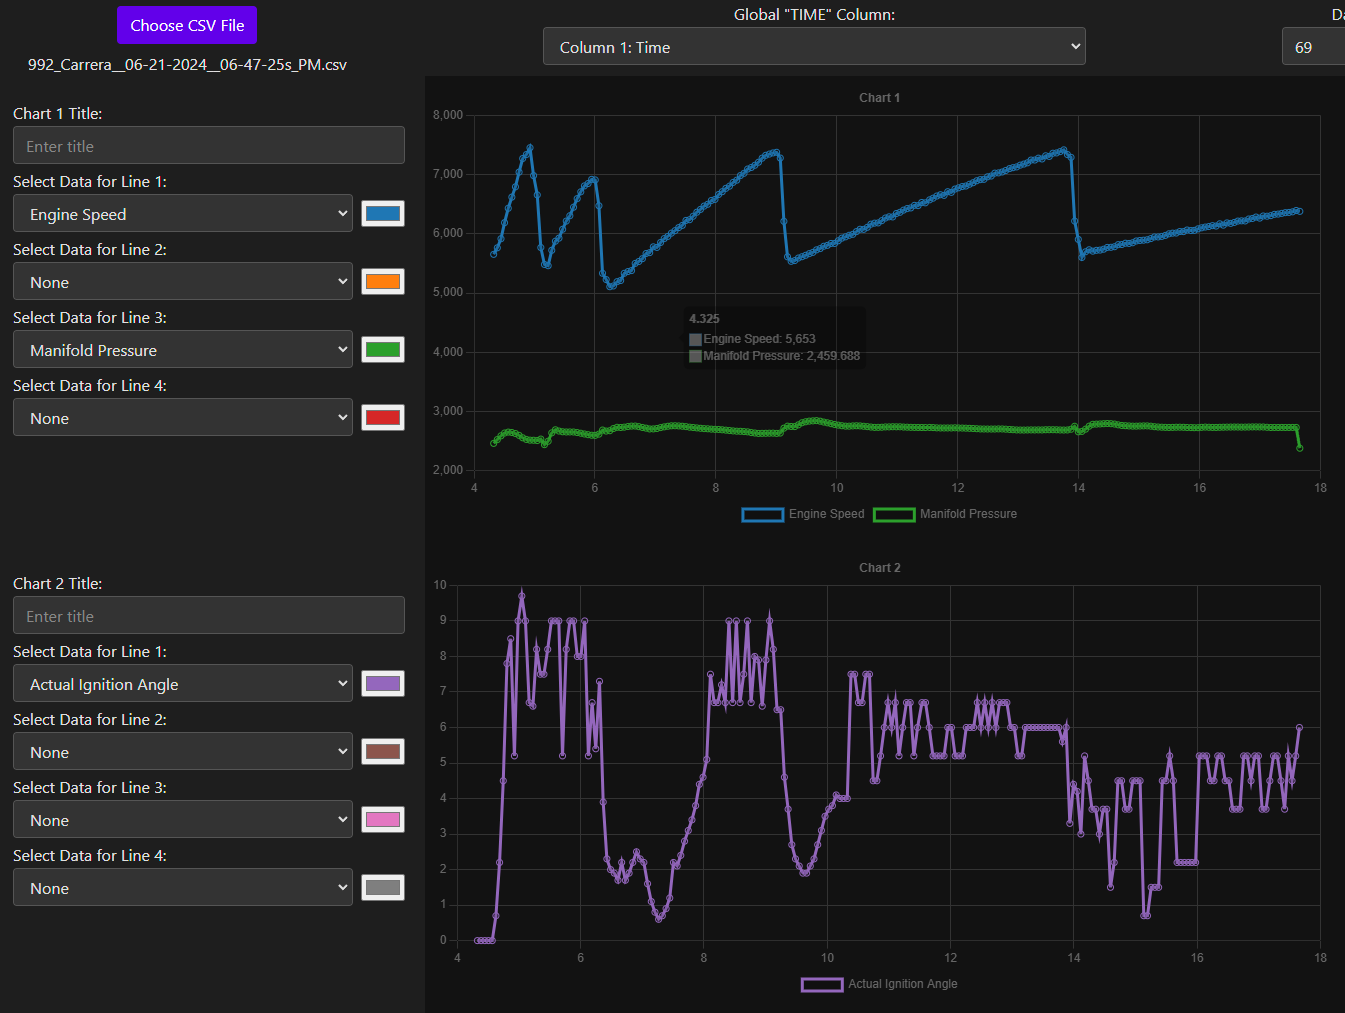 Choose CSV File
992_Carrera__06-21-2024__06-47-25s_PM.csv
Global "TIME" Column:
Column 1: Time
69
Chart 1 Title:
Enter title
Select Data for Line 1:
Engine Speed
Select Data for Line 2:
None
Select Data for Line 3:
Manifold Pressure
Select Data for Line 4:
None
Chart 1
8,000
7,000
6,000
5,000
4,000
3,000
2,000
4.325
Engine Speed: 5,653
Manifold Pressure: 2,459.688
4 6 8 10 12 14 16 18
Engine Speed Manifold Pressure
Chart 2 Title:
Enter title
Select Data for Line 1:
Actual Ignition Angle
Select Data for Line 2:
None
Select Data for Line 3:
None
Select Data for Line 4:
None
Chart 2
10
9
8
7
6
5
4
3
2
1
0
4 6 8 10 12 14 16 18
Actual Ignition Angle